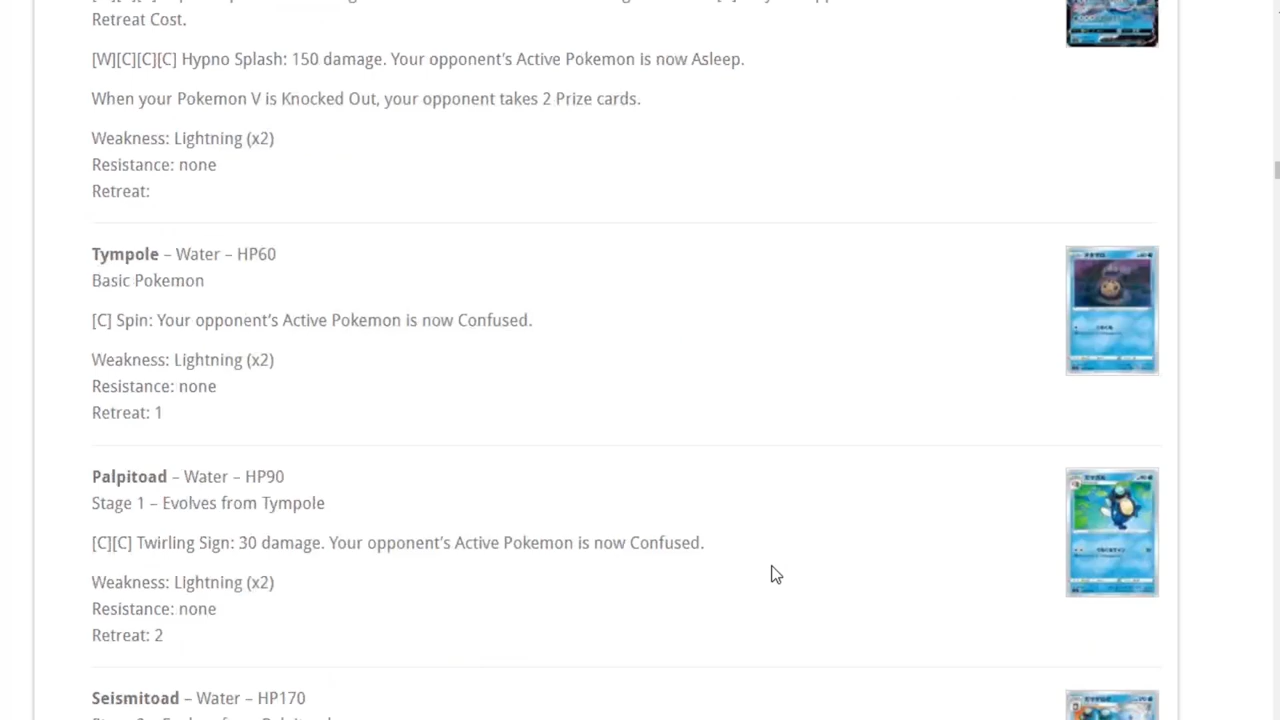 Retreat Cost.
[W][C][C][C] Hypno Splash: 150 damage. Your opponent's Active Pokemon is now Asleep.
When your Pokemon V is Knocked Out, your opponent takes 2 Prize cards.
Weakness: Lightning (x2)
Resistance: none
Retreat:
Tympole – Water – HP60
Basic Pokemon
[C] Spin: Your opponent's Active Pokemon is now Confused.
Weakness: Lightning (x2)
Resistance: none
Retreat: 1
Palpitoad – Water – HP90
Stage 1 – Evolves from Tympole
[C][C] Twirling Sign: 30 damage. Your opponent's Active Pokemon is now Confused.
Weakness: Lightning (x2)
Resistance: none
Retreat: 2
Seismitoad – Water – HP170